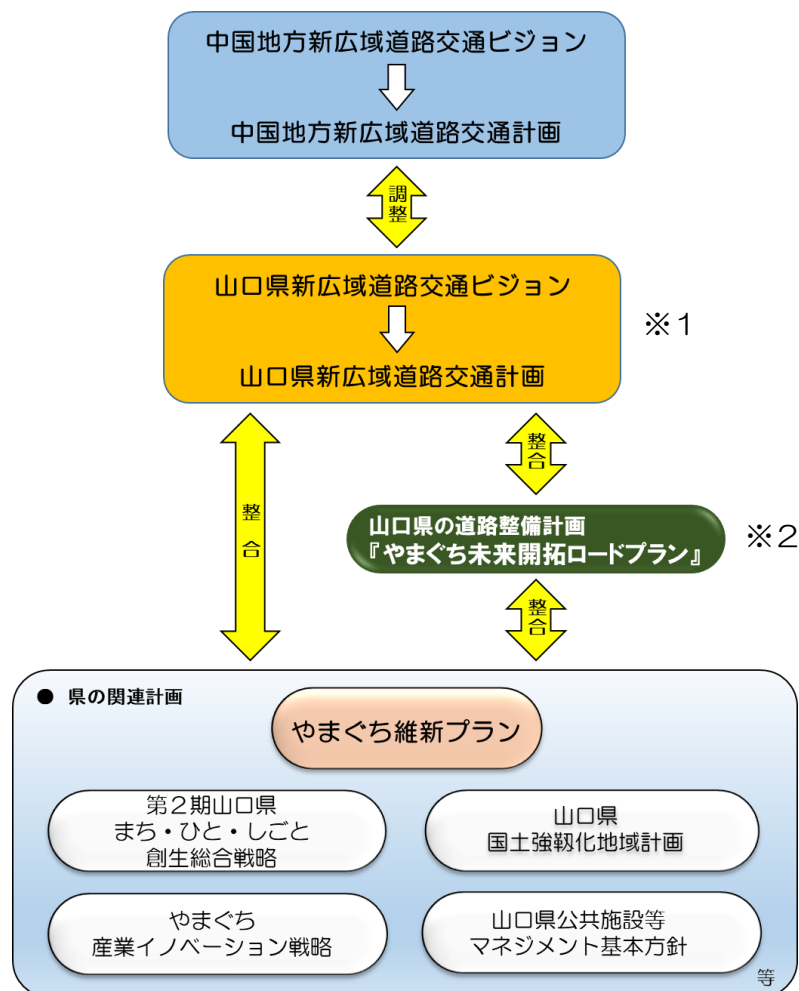 中国地方新広域道路交通ビジョン
中国地方新広域道路交通計画
調整
山口県新広域道路交通ビジョン
山口県新広域道路交通計画
※1
整合
整合
山口県の道路整備計画
『やまぐち未来開拓ロードプラン』
※2
整合
● 県の関連計画
やまぐち維新プラン
第2期山口県
まち・ひと・しごと
創生総合戦略
山口県
国土強靱化地域計画
やまぐち
産業イノベーション戦略
山口県公共施設等
マネジメント基本方針
等